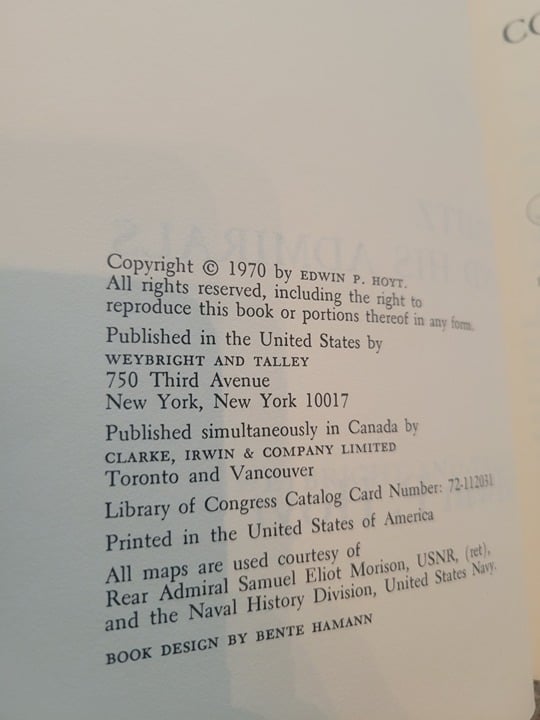 Copyright © 1970 by EDWIN P. HOYT.
All rights reserved, including the right to
reproduce this book or portions thereof in any form.
Published in the United States by
WEYBRIGHT AND TALLEY
750 Third Avenue
New York, New York 10017
Published simultaneously in Canada by
CLARKE, IRWIN & COMPANY LIMITED
Toronto and Vancouver
Library of Congress Catalog Card Number: 72-112031
Printed in the United States of America
All maps are used courtesy of
Rear Admiral Samuel Eliot Morison, USNR, (ret),
and the Naval History Division, United States Navy.
BOOK DESIGN BY BENTE HAMANN